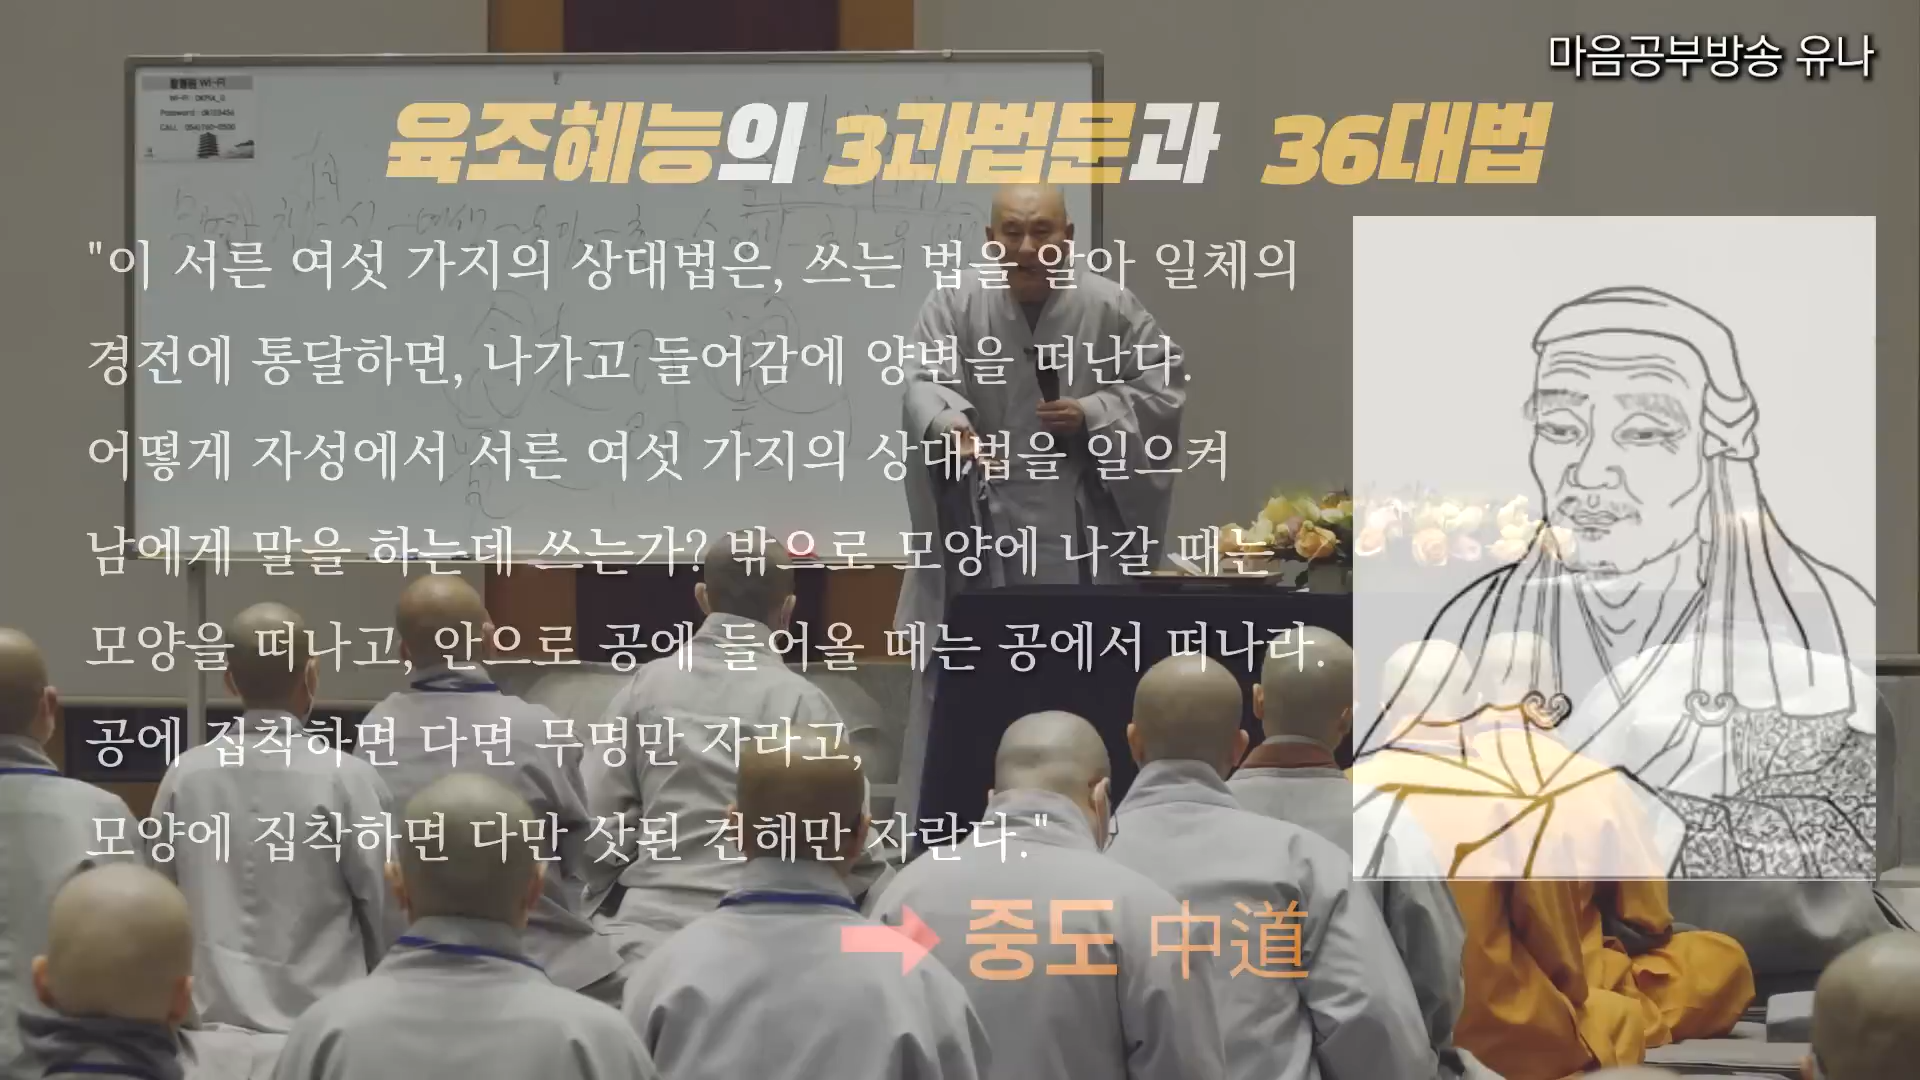 마음공부방송 유나
육조혜능의 3과법문과 36대법
"이 서른 여섯 가지의 상대법은, 쓰는 법을 알아 일체의
경전에 통달하면, 나가고 들어감에 양변을 떠난다.
어떻게 자성에서 서른 여섯 가지의 상대법을 일으켜
남에게 말을 하는데 쓰는가? 밖으로 모양에 나갈 때는
모양을 떠나고, 안으로 공에 들어올 때는 공에서 떠나라.
공에 집착하면 다면 무명만 자라고,
모양에 집착하면 다만 삿된 견해만 자란다."
중도 中道